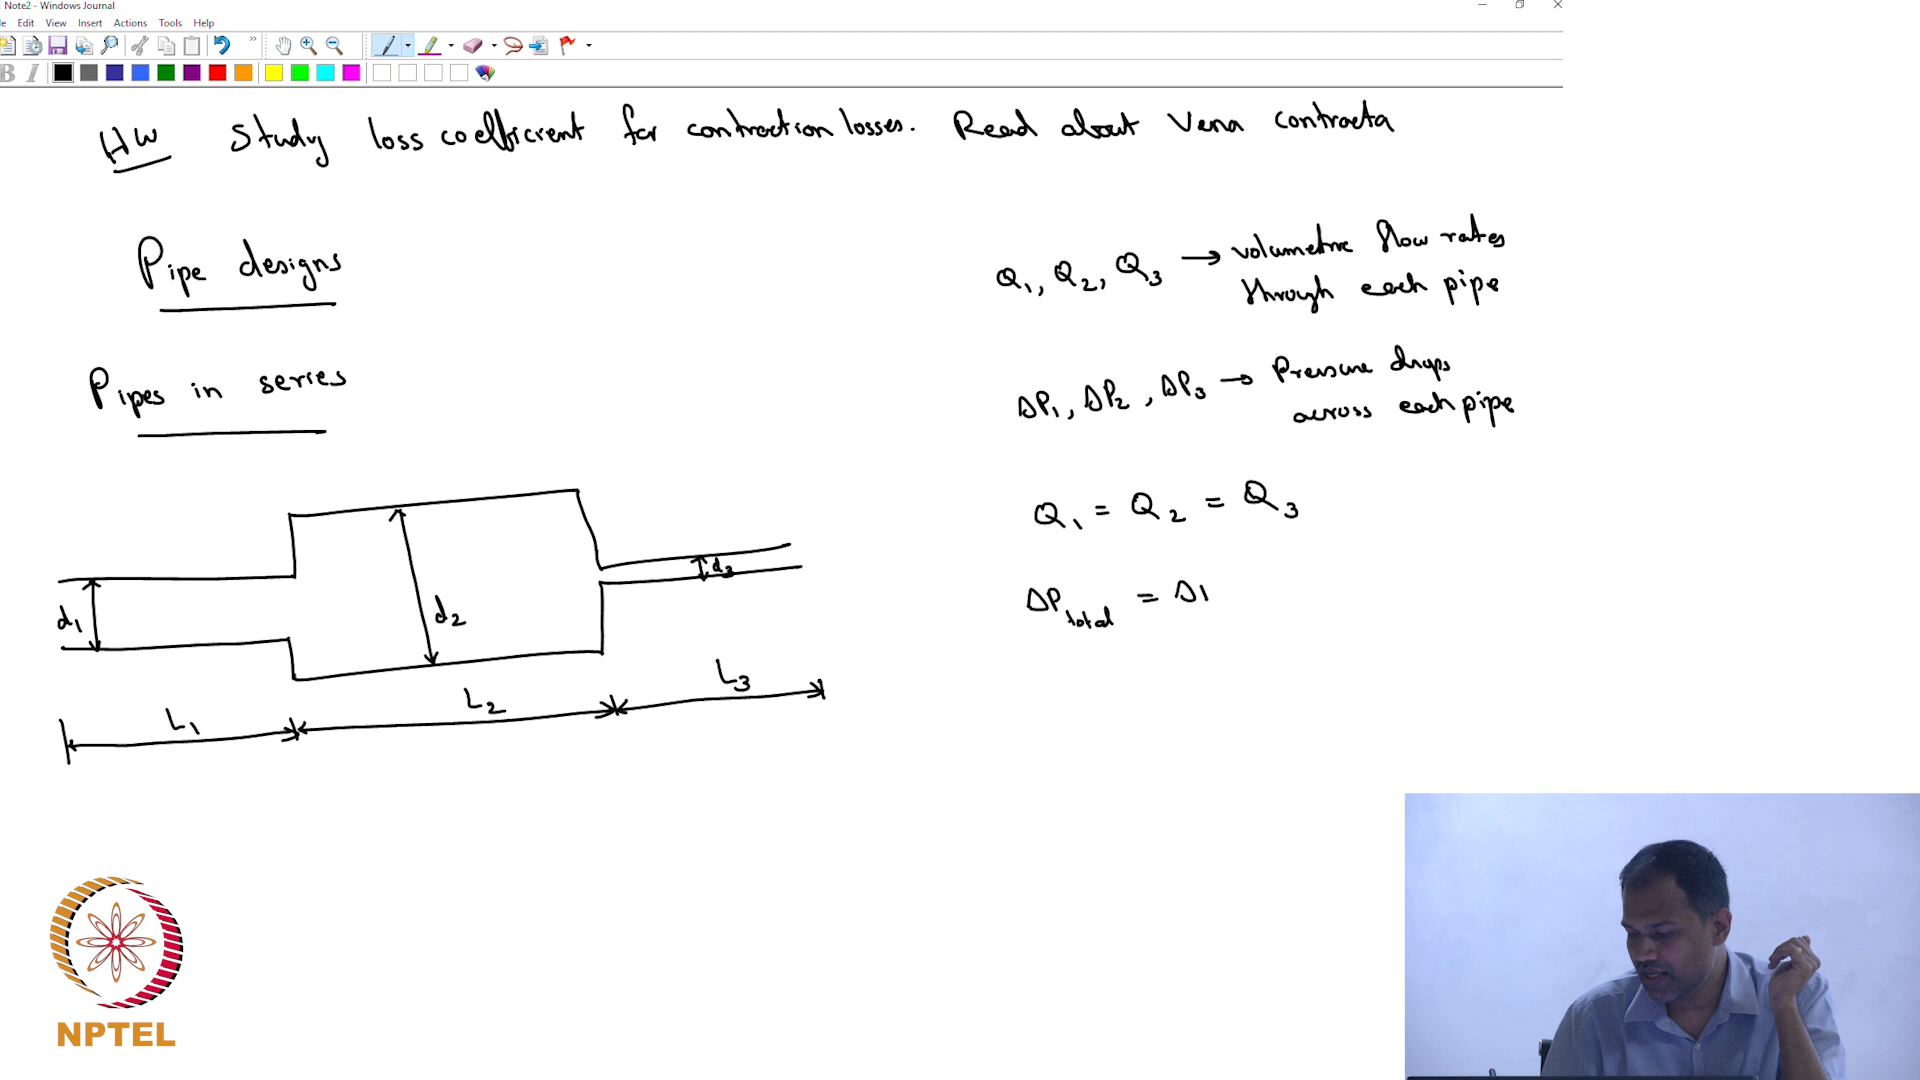 Note2 - Windows Journal
Edit View Insert Actions Tools Help
HW Study loss coefficient for contraction losses. Read about Vena contracta
Pipe designs
Q1, Q2, Q3 → volumetric flow rates
through each pipe
Pipes in series
ΔP1, ΔP2, ΔP3 → Pressure drops
across each pipe
Q1 = Q2 = Q3
ΔPtotal = Δ
d1
d2
d3
L1
L2
L3
NPTEL